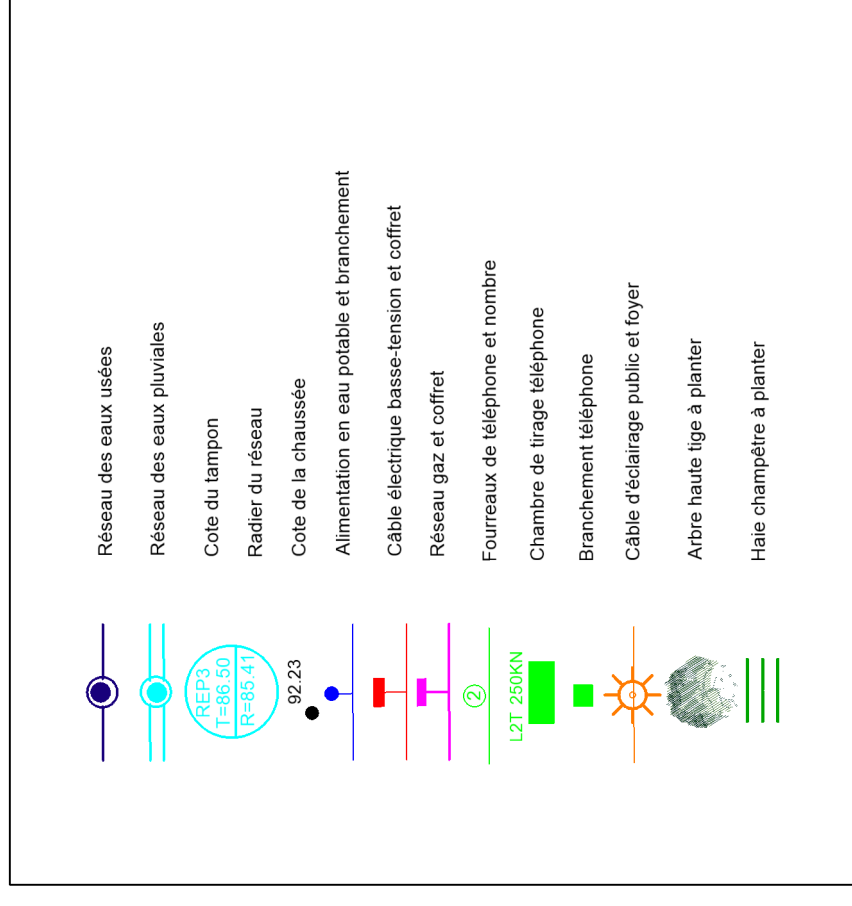 Réseau des eaux usées
Réseau des eaux pluviales
REP3
T=86.50
R=85.41
Cote du tampon
Radier du réseau
92.23
Cote de la chaussée
Alimentation en eau potable et branchement
Câble électrique basse-tension et coffret
Réseau gaz et coffret
2
Fourreaux de téléphone et nombre
L2T 250KN
Chambre de tirage téléphone
Branchement téléphone
Câble d'éclairage public et foyer
Arbre haute tige à planter
Haie champêtre à planter